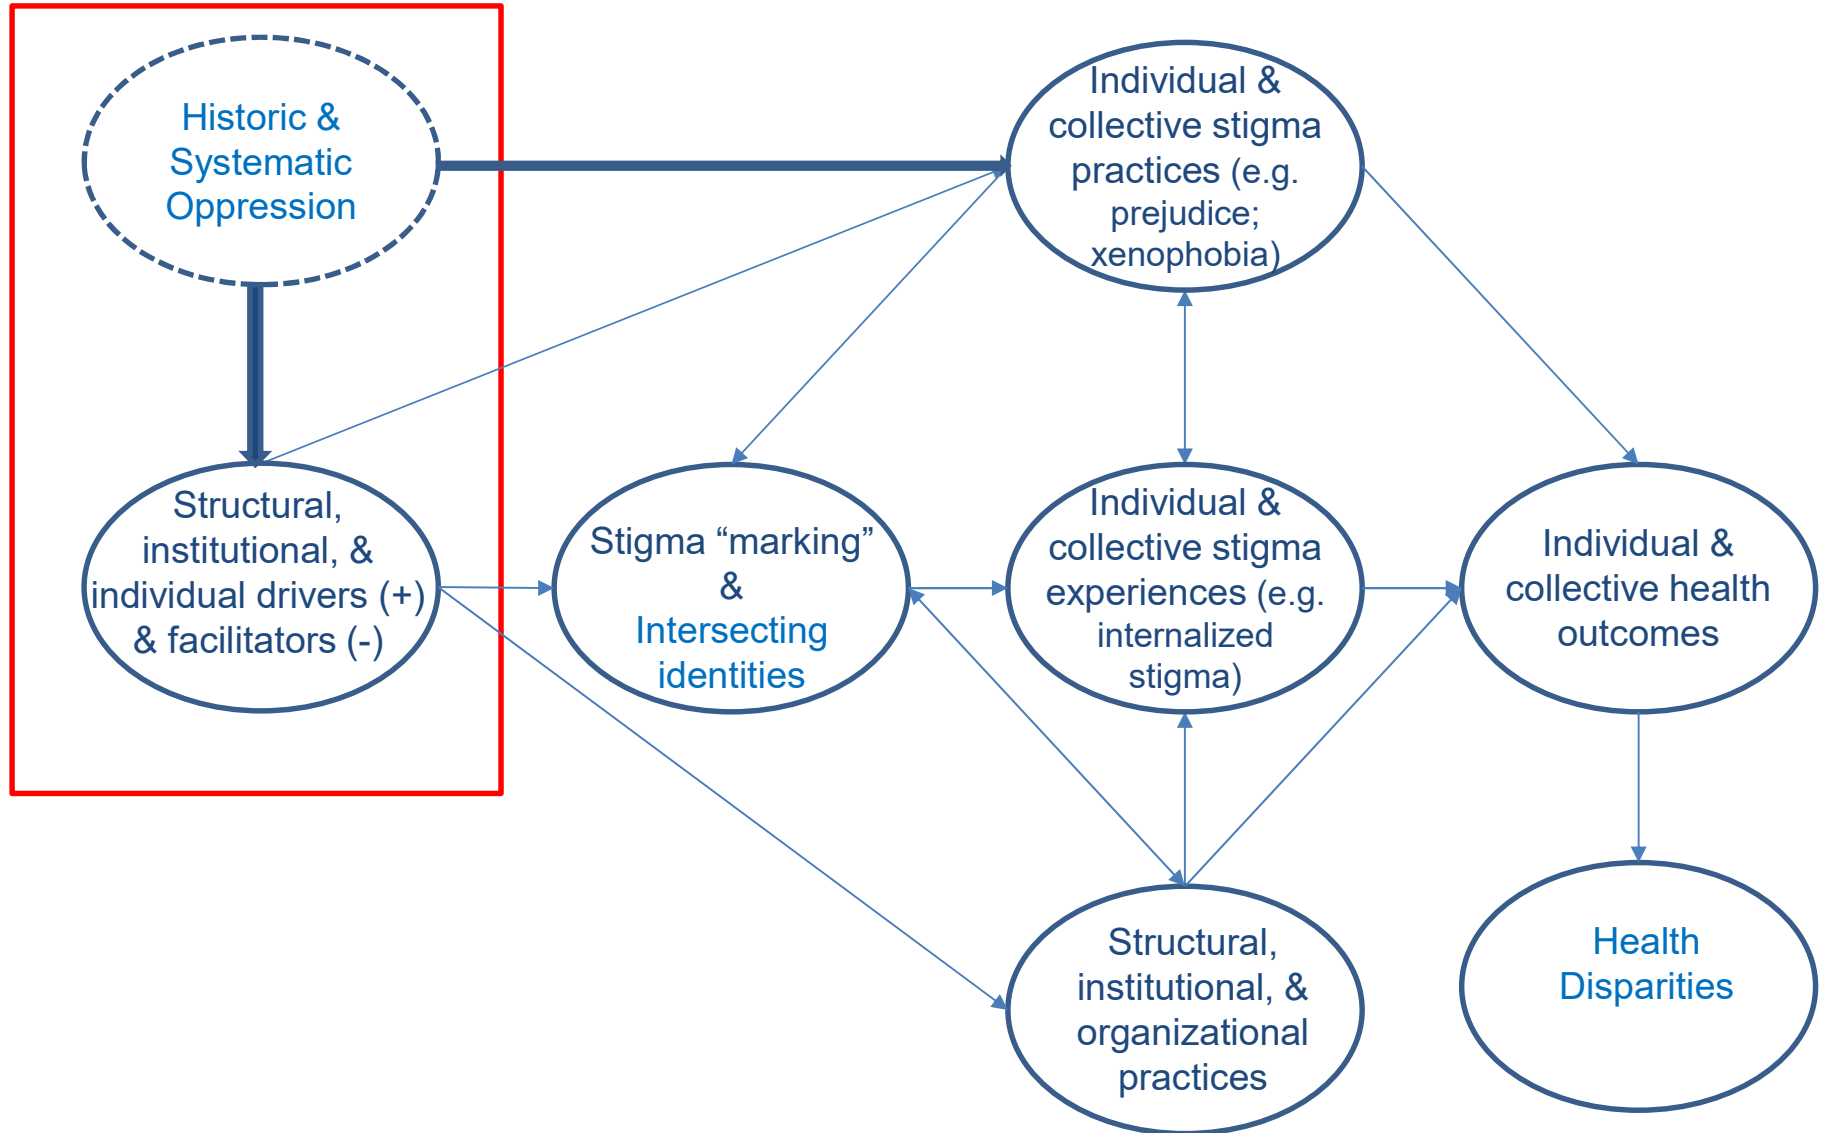 Historic &
Systematic
Oppression
Individual &
collective stigma
practices (e.g.
prejudice;
xenophobia)
Structural,
institutional, &
individual drivers (+)
& facilitators (-)
Stigma “marking”
&
Intersecting
identities
Individual &
collective stigma
experiences (e.g.
internalized
stigma)
Individual &
collective health
outcomes
Structural,
institutional, &
organizational
practices
Health
Disparities